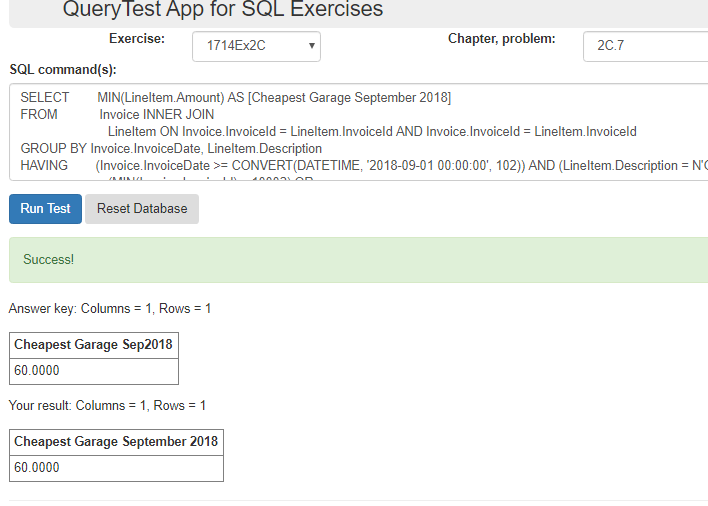 QueryTest App for SQL Exercises
Exercise: 1714Ex2C Chapter, problem: 2C.7
SQL command(s):
SELECT MIN(LineItem.Amount) AS [Cheapest Garage September 2018]
FROM Invoice INNER JOIN
LineItem ON Invoice.InvoiceId = LineItem.InvoiceId AND Invoice.InvoiceId = LineItem.InvoiceId
GROUP BY Invoice.InvoiceDate, LineItem.Description
HAVING (Invoice.InvoiceDate >= CONVERT(DATETIME, '2018-09-01 00:00:00', 102)) AND (LineItem.Description = N'G
Run Test Reset Database
Success!
Answer key: Columns = 1, Rows = 1
Cheapest Garage Sep2018
60.0000
Your result: Columns = 1, Rows = 1
Cheapest Garage September 2018
60.0000